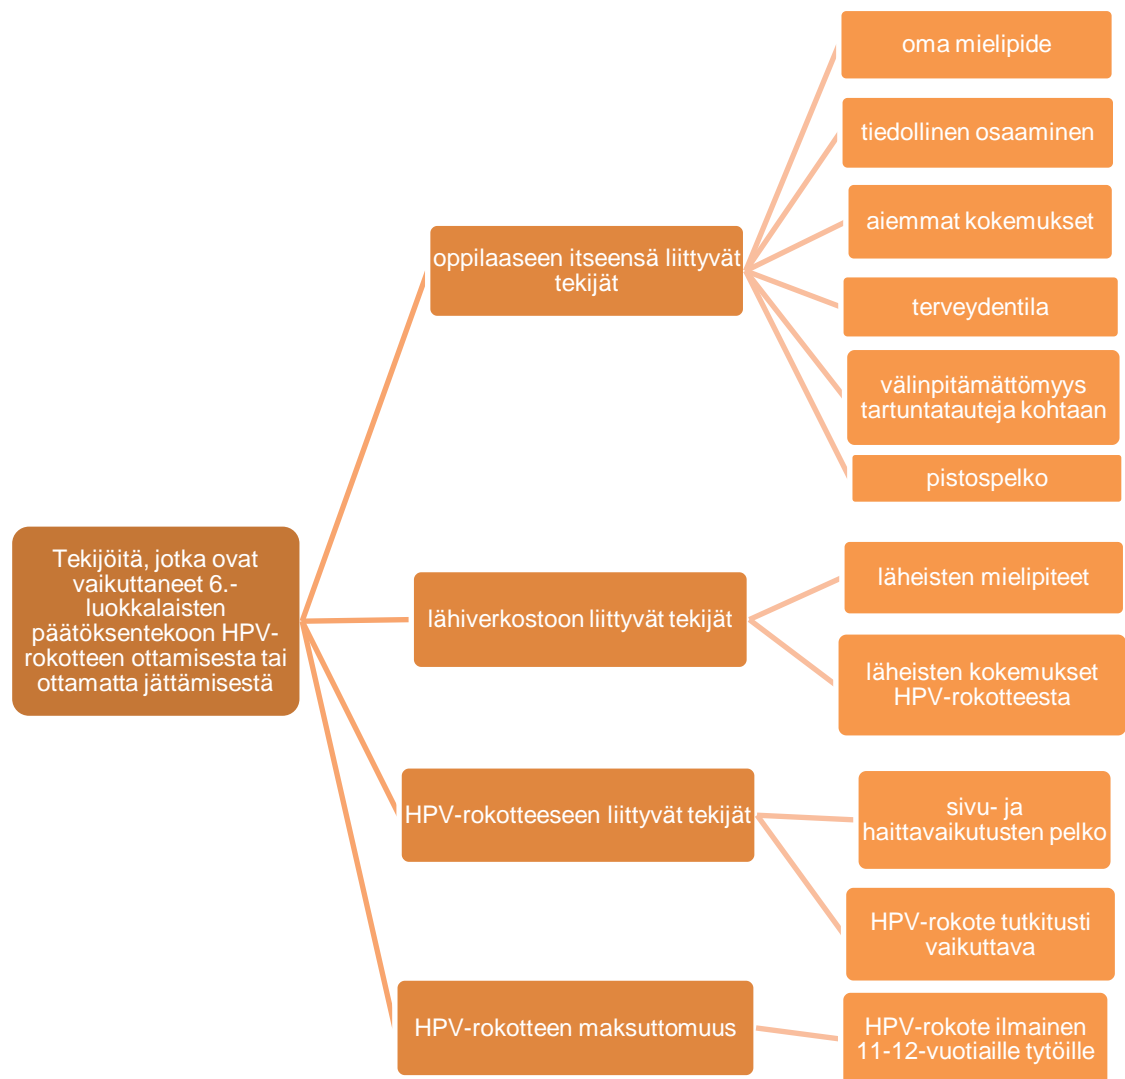 Tekijöitä, jotka ovat
vaikuttaneet 6.-
luokkalaisten
päätöksentekoon HPV-
rokotteen ottamisesta tai
ottamatta jättämisestä
oppilaaseen itseensä liittyvät
tekijät
oma mielipide
tiedollinen osaaminen
aiemmat kokemukset
terveydentila
välinpitämättömyys
tartuntatauteja kohtaan
pistospelko
lähiverkostoon liittyvät tekijät
läheisten mielipiteet
läheisten kokemukset
HPV-rokotteesta
HPV-rokotteeseen liittyvät tekijät
sivu- ja
haittavaikutusten pelko
HPV-rokote tutkitusti
vaikuttava
HPV-rokotteen maksuttomuus
HPV-rokote ilmainen
11-12-vuotiaille tytöille